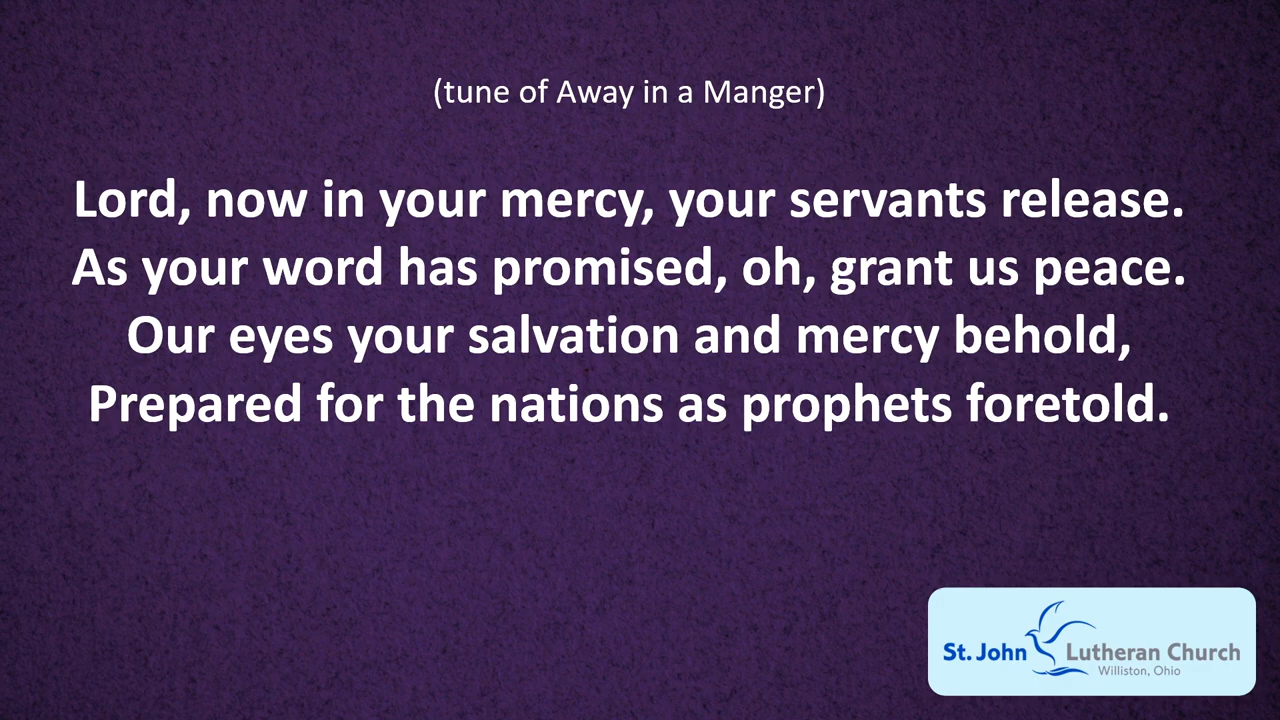 (tune of Away in a Manger)
Lord, now in your mercy, your servants release.
As your word has promised, oh, grant us peace.
Our eyes your salvation and mercy behold,
Prepared for the nations as prophets foretold.
St. John Lutheran Church
Williston, Ohio